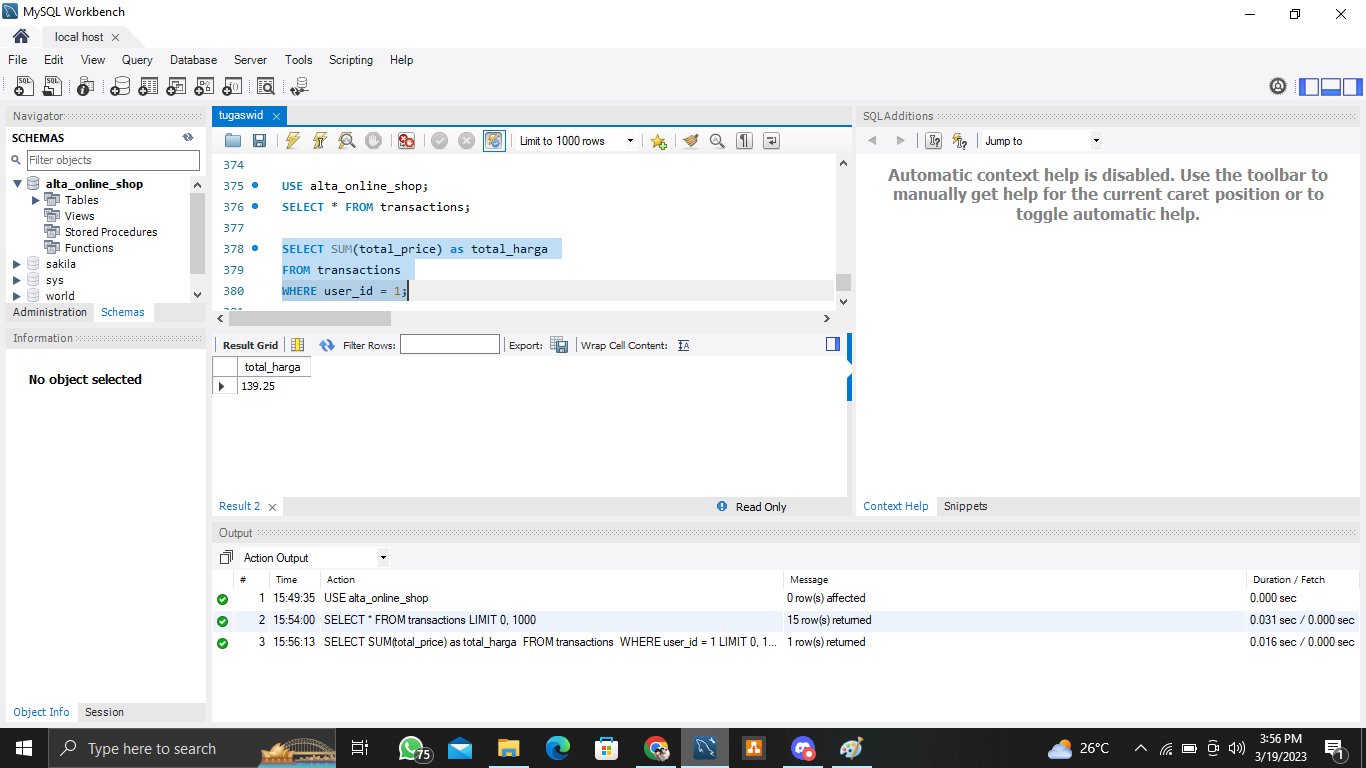 MySQL Workbench
local host
File Edit View Query Database Server Tools Scripting Help
Navigator
SCHEMAS
Filter objects
alta_online_shop
Tables
Views
Stored Procedures
Functions
sakila
sys
world
Administration Schemas
Information
No object selected
Object Info Session
tugaswid
Limit to 1000 rows
374
375 USE alta_online_shop;
376 SELECT * FROM transactions;
377
378 SELECT SUM(total_price) as total_harga
379 FROM transactions
380 WHERE user_id = 1;
Result Grid Filter Rows: Export: Wrap Cell Content:
total_harga
139.25
Result 2 Read Only
SQLAdditions
Jump to
Automatic context help is disabled. Use the toolbar to
manually get help for the current caret position or to
toggle automatic help.
Context Help Snippets
Output
Action Output
# Time Action Message Duration / Fetch
1 15:49:35 USE alta_online_shop 0 row(s) affected 0.000 sec
2 15:54:00 SELECT * FROM transactions LIMIT 0, 1000 15 row(s) returned 0.031 sec / 0.000 sec
3 15:56:13 SELECT SUM(total_price) as total_harga FROM transactions WHERE user_id = 1 LIMIT 0, 1... 1 row(s) returned 0.016 sec / 0.000 sec
Type here to search
75
26°C
3:56 PM
3/19/2023
1